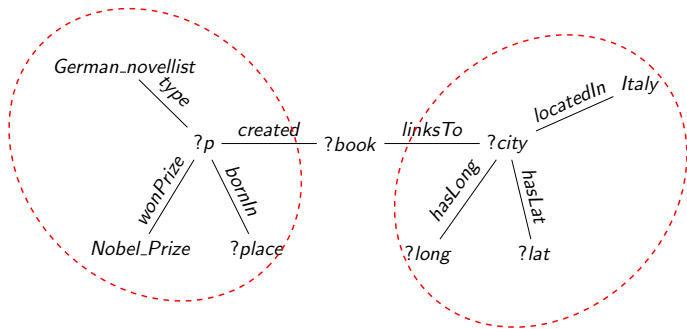 German_novellist
Italy
type
locatedIn
created
linksTo
?p
?book
?city
wonPrize
bornIn
hasLong
hasLat
Nobel_Prize
?place
?long
?lat